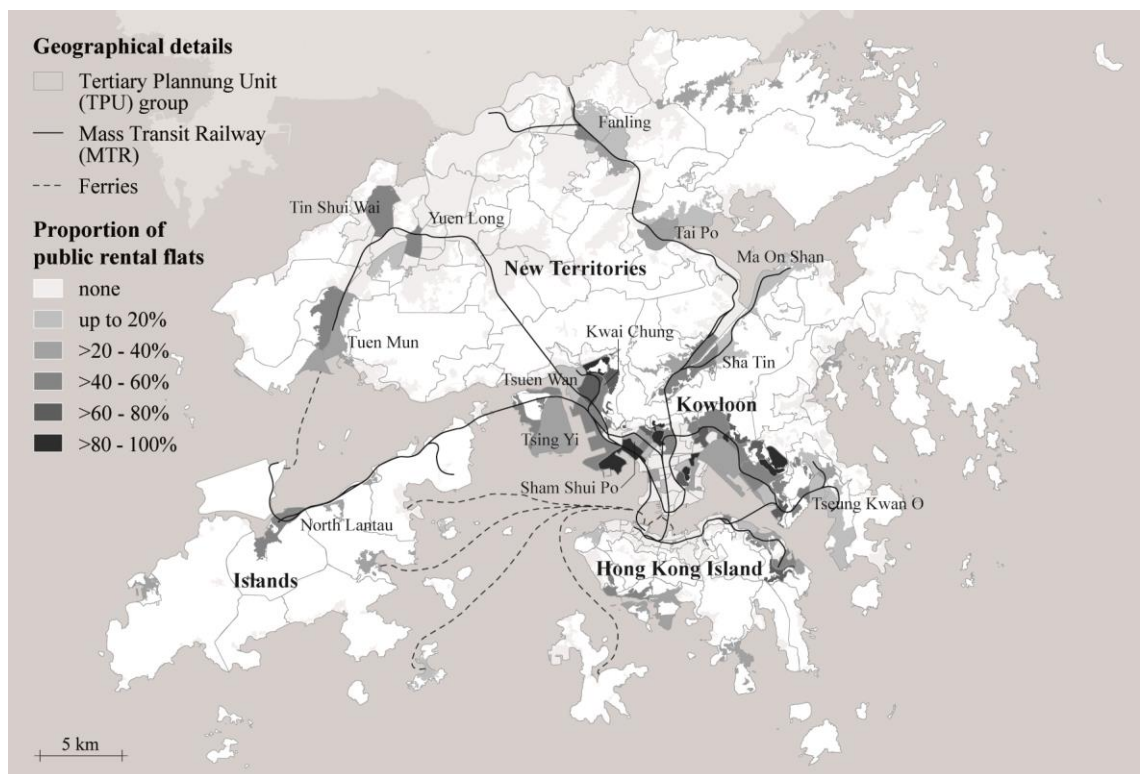 Geographical details
Tertiary Plannung Unit
(TPU) group
Mass Transit Railway
(MTR)
Ferries
Proportion of
public rental flats
none
up to 20%
>20 - 40%
>40 - 60%
>60 - 80%
>80 - 100%
Fanling
Tin Shui Wai
Yuen Long
Tai Po
Ma On Shan
New Territories
Kwai Chung
Tuen Mun
Sha Tin
Tsuen Wan
Kowloon
Tsing Yi
Sham Shui Po
Tseung Kwan O
North Lantau
Hong Kong Island
Islands
5 km